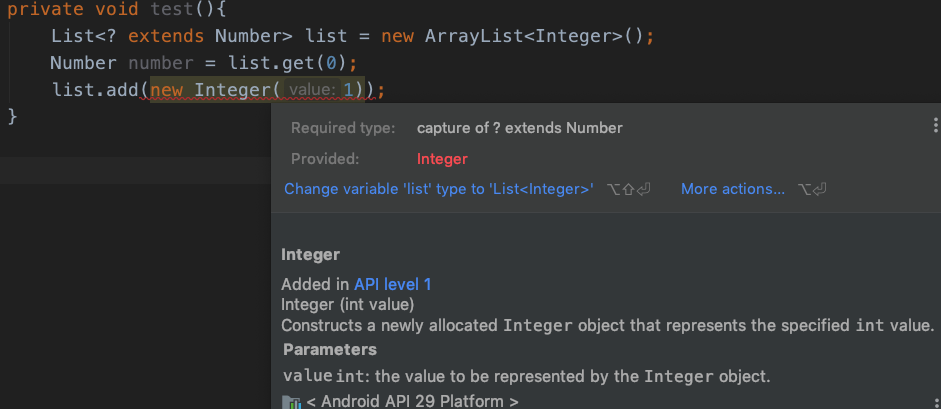 private void test(){
List<? extends Number> list = new ArrayList<Integer>();
Number number = list.get(0);
list.add(new Integer( value: 1));
}
Required type: capture of ? extends Number
Provided: Integer
Change variable 'list' type to 'List<Integer>' ⌥⇧⏎ More actions... ⌥⏎
Integer
Added in API level 1
Integer (int value)
Constructs a newly allocated Integer object that represents the specified int value.
Parameters
value int: the value to be represented by the Integer object.
< Android API 29 Platform >